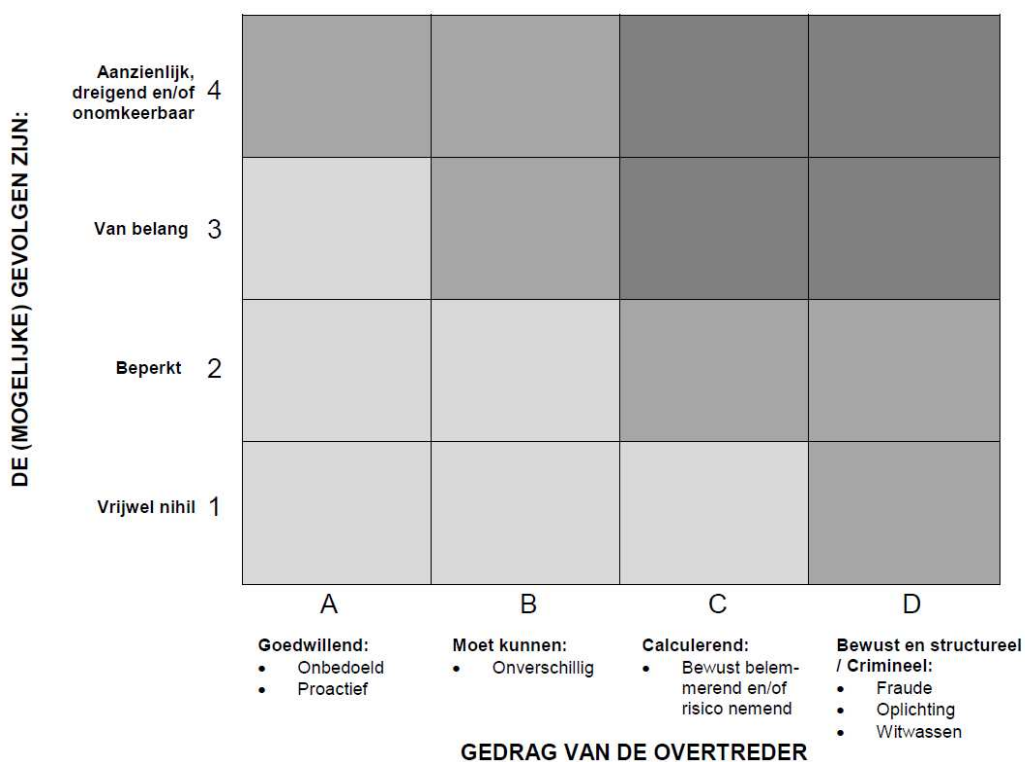 DE (MOGELIJKE) GEVOLGEN ZIJN:
Aanzienlijk,
dreigend en/of
onomkeerbaar
4
Van belang
3
Beperkt
2
Vrijwel nihil
1
A
B
C
D
Goedwillend:
• Onbedoeld
• Proactief
Moet kunnen:
• Onverschillig
Calculerend:
• Bewust belem-
merend en/of
risico nemend
Bewust en structureel
/ Crimineel:
• Fraude
• Oplichting
• Witwassen
GEDRAG VAN DE OVERTREDER